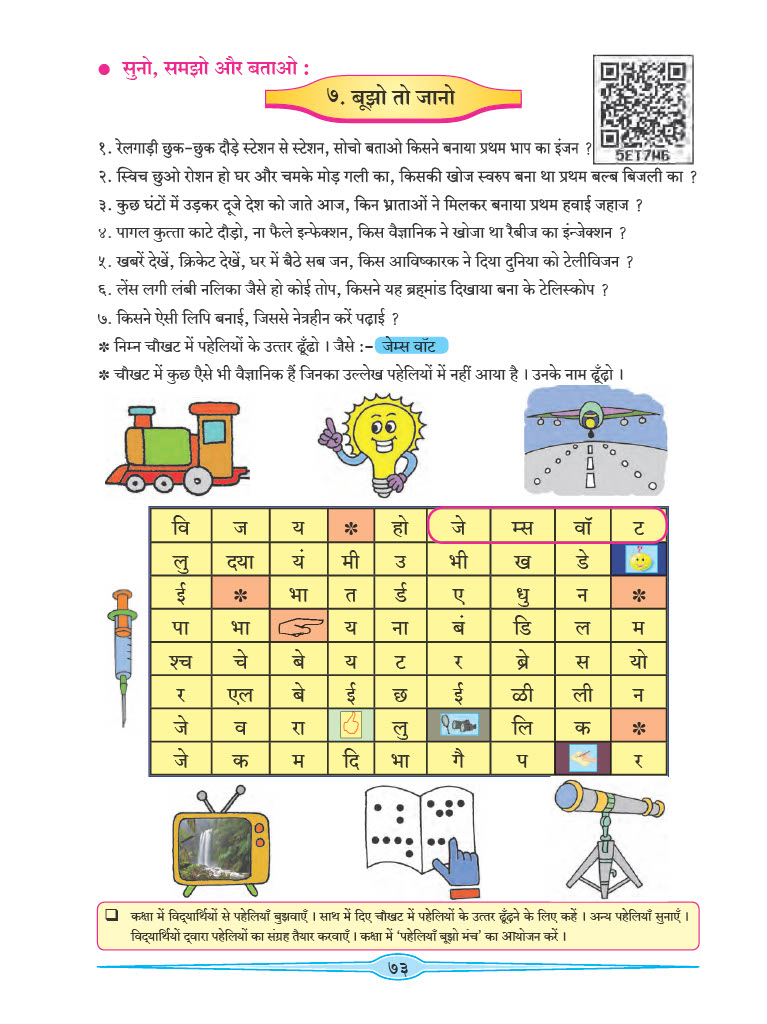 ● सुनो, समझो और बताओ :
७. बूझो तो जानो
5ET7W6
१. रेलगाड़ी छुक-छुक दौड़े स्टेशन से स्टेशन, सोचो बताओ किसने बनाया प्रथम भाप का इंजन ?
२. स्विच छुओ रोशन हो घर और चमके मोड़ गली का, किसकी खोज स्वरुप बना था प्रथम बल्ब बिजली का ?
३. कुछ घंटों में उड़कर दूजे देश को जाते आज, किन भ्राताओं ने मिलकर बनाया प्रथम हवाई जहाज ?
४. पागल कुत्ता काटे दौड़ो, ना फैले इन्फेक्शन, किस वैज्ञानिक ने खोजा था रैबीज का इंन्जेक्शन ?
५. खबरें देखें, क्रिकेट देखें, घर में बैठे सब जन, किस आविष्कारक ने दिया दुनिया को टेलीविजन ?
६. लेंस लगी लंबी नलिका जैसे हो कोई तोप, किसने यह ब्रह्मांड दिखाया बना के टेलिस्कोप ?
७. किसने ऐसी लिपि बनाई, जिससे नेत्रहीन करें पढ़ाई ?
✽ निम्न चौखट में पहेलियों के उत्तर ढूँढो । जैसे :- जेम्स वॉट
✽ चौखट में कुछ ऐसे भी वैज्ञानिक हैं जिनका उल्लेख पहेलियों में नहीं आया है । उनके नाम ढूँढ़ो ।
वि ज य ✽ हो जे म्स वॉ ट
लु दया यं मी उ भी ख डे
ई ✽ भा त र्ड ए धु न ✽
पा भा य ना बं डि ल म
श्च चे बे य ट र ब्रे स यो
र एल बे ई छ ई ळी ली न
जे व रा लु लि क ✽
जे क म दि भा गै प र
❑ कक्षा में विद्यार्थियों से पहेलियाँ बुझवाएँ । साथ में दिए चौखट में पहेलियों के उत्तर ढूँढ़ने के लिए कहें । अन्य पहेलियाँ सुनाएँ ।
विद्यार्थियों द्वारा पहेलियों का संग्रह तैयार करवाएँ । कक्षा में ‘पहेलियाँ बूझो मंच’ का आयोजन करें ।
७३